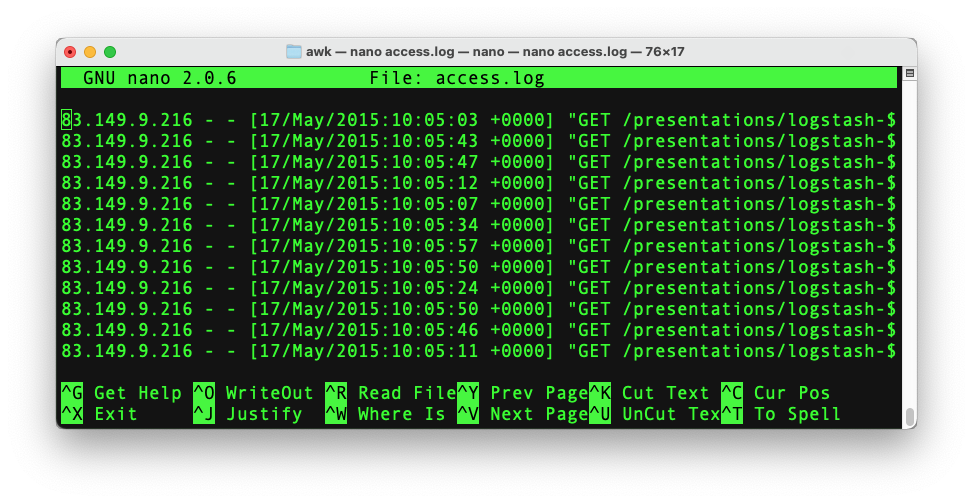 awk — nano access.log — nano — nano access.log — 76×17
GNU nano 2.0.6 File: access.log
83.149.9.216 - - [17/May/2015:10:05:03 +0000] "GET /presentations/logstash-$
83.149.9.216 - - [17/May/2015:10:05:43 +0000] "GET /presentations/logstash-$
83.149.9.216 - - [17/May/2015:10:05:47 +0000] "GET /presentations/logstash-$
83.149.9.216 - - [17/May/2015:10:05:12 +0000] "GET /presentations/logstash-$
83.149.9.216 - - [17/May/2015:10:05:07 +0000] "GET /presentations/logstash-$
83.149.9.216 - - [17/May/2015:10:05:34 +0000] "GET /presentations/logstash-$
83.149.9.216 - - [17/May/2015:10:05:57 +0000] "GET /presentations/logstash-$
83.149.9.216 - - [17/May/2015:10:05:50 +0000] "GET /presentations/logstash-$
83.149.9.216 - - [17/May/2015:10:05:24 +0000] "GET /presentations/logstash-$
83.149.9.216 - - [17/May/2015:10:05:50 +0000] "GET /presentations/logstash-$
83.149.9.216 - - [17/May/2015:10:05:46 +0000] "GET /presentations/logstash-$
83.149.9.216 - - [17/May/2015:10:05:11 +0000] "GET /presentations/logstash-$
^G Get Help ^O WriteOut ^R Read File^Y Prev Page^K Cut Text ^C Cur Pos
^X Exit ^J Justify ^W Where Is ^V Next Page^U UnCut Tex^T To Spell